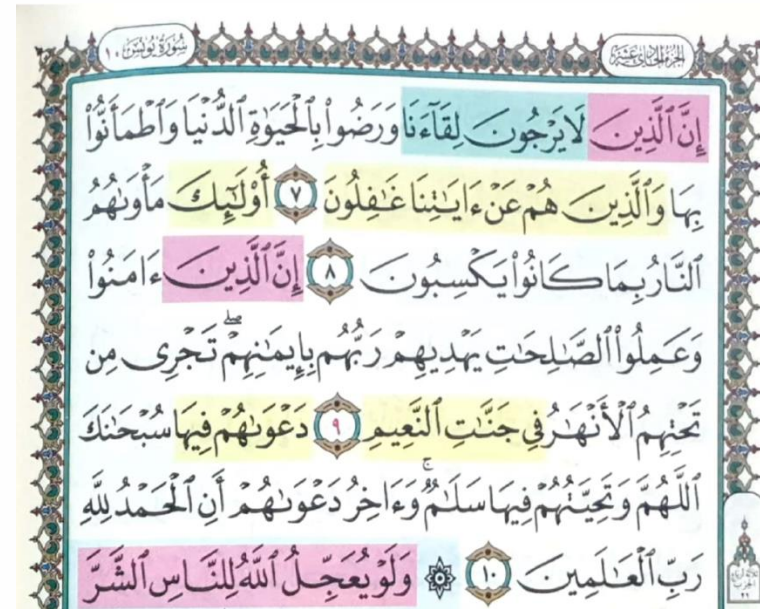 سُورَةُ يُونُس ١٠
الجزء الحادي عشر
إِنَّ ٱلَّذِينَ لَا يَرۡجُونَ لِقَآءَنَا وَرَضُواْ بِٱلۡحَيَوٰةِ ٱلدُّنۡيَا وَٱطۡمَأَنُّواْ
بِهَا وَٱلَّذِينَ هُمۡ عَنۡ ءَايَٰتِنَا غَٰفِلُونَ ٧ أُوْلَٰٓئِكَ مَأۡوَىٰهُمُ
ٱلنَّارُ بِمَا كَانُواْ يَكۡسِبُونَ ٨ إِنَّ ٱلَّذِينَ ءَامَنُواْ
وَعَمِلُواْ ٱلصَّٰلِحَٰتِ يَهۡدِيهِمۡ رَبُّهُم بِإِيمَٰنِهِمۡۖ تَجۡرِي مِن
تَحۡتِهِمُ ٱلۡأَنۡهَٰرُ فِي جَنَّٰتِ ٱلنَّعِيمِ ٩ دَعۡوَىٰهُمۡ فِيهَا سُبۡحَٰنَكَ
ٱللَّهُمَّ وَتَحِيَّتُهُمۡ فِيهَا سَلَٰمٞۚ وَءَاخِرُ دَعۡوَىٰهُمۡ أَنِ ٱلۡحَمۡدُ لِلَّهِ
رَبِّ ٱلۡعَٰلَمِينَ ١٠ ۞ وَلَوۡ يُعَجِّلُ ٱللَّهُ لِلنَّاسِ ٱلشَّرَّ